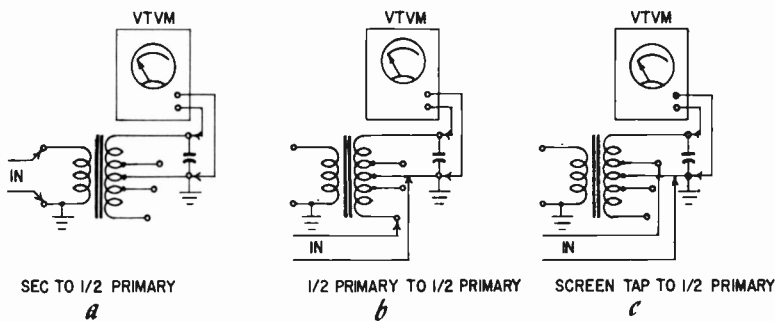 VTVM VTVM VTVM
IN
IN IN
SEC TO 1/2 PRIMARY 1/2 PRIMARY TO 1/2 PRIMARY SCREEN TAP TO 1/2 PRIMARY
a b c